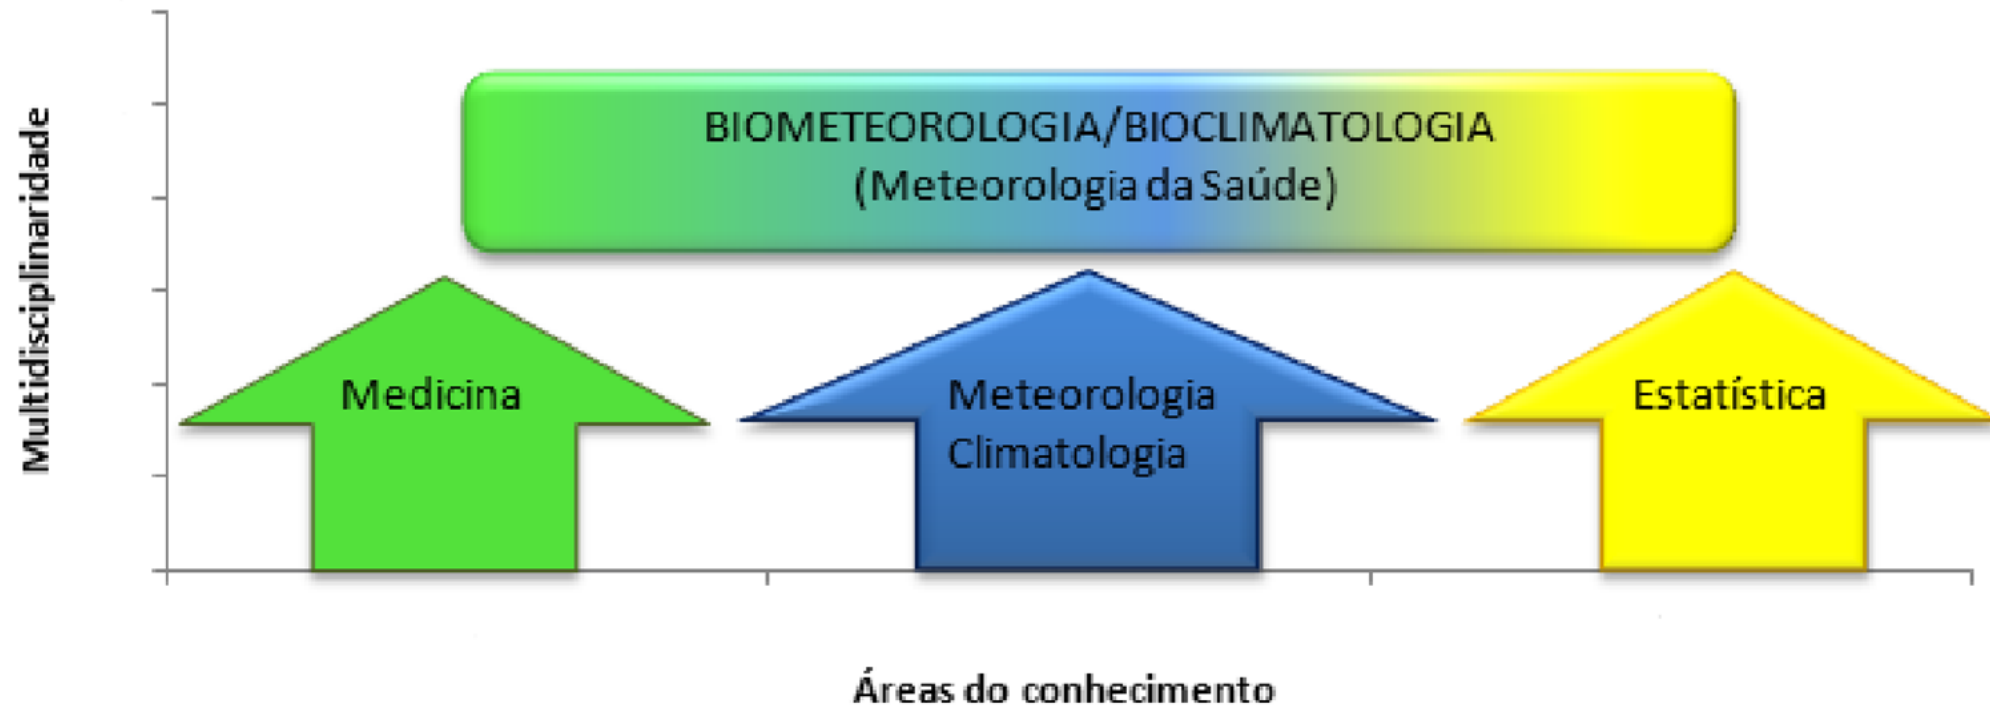 Multidisciplinaridade
BIOMETEOROLOGIA/BIOCLIMATOLOGIA
(Meteorologia da Saúde)
Medicina
Meteorologia
Climatologia
Estatística
Áreas do conhecimento